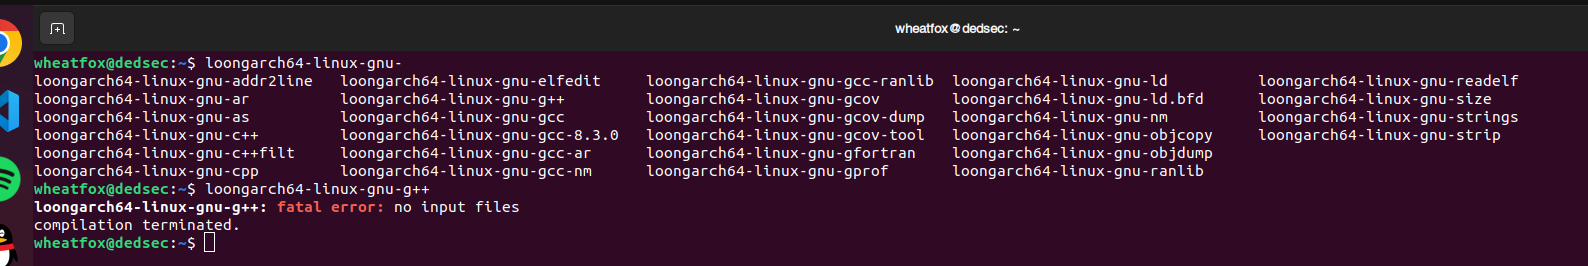 wheatfox@dedsec: ~
wheatfox@dedsec:~$ loongarch64-linux-gnu-
loongarch64-linux-gnu-addr2line loongarch64-linux-gnu-elfedit loongarch64-linux-gnu-gcc-ranlib loongarch64-linux-gnu-ld loongarch64-linux-gnu-readelf
loongarch64-linux-gnu-ar loongarch64-linux-gnu-g++ loongarch64-linux-gnu-gcov loongarch64-linux-gnu-ld.bfd loongarch64-linux-gnu-size
loongarch64-linux-gnu-as loongarch64-linux-gnu-gcc loongarch64-linux-gnu-gcov-dump loongarch64-linux-gnu-nm loongarch64-linux-gnu-strings
loongarch64-linux-gnu-c++ loongarch64-linux-gnu-gcc-8.3.0 loongarch64-linux-gnu-gcov-tool loongarch64-linux-gnu-objcopy loongarch64-linux-gnu-strip
loongarch64-linux-gnu-c++filt loongarch64-linux-gnu-gcc-ar loongarch64-linux-gnu-gfortran loongarch64-linux-gnu-objdump
loongarch64-linux-gnu-cpp loongarch64-linux-gnu-gcc-nm loongarch64-linux-gnu-gprof loongarch64-linux-gnu-ranlib
wheatfox@dedsec:~$ loongarch64-linux-gnu-g++
loongarch64-linux-gnu-g++: fatal error: no input files
compilation terminated.
wheatfox@dedsec:~$